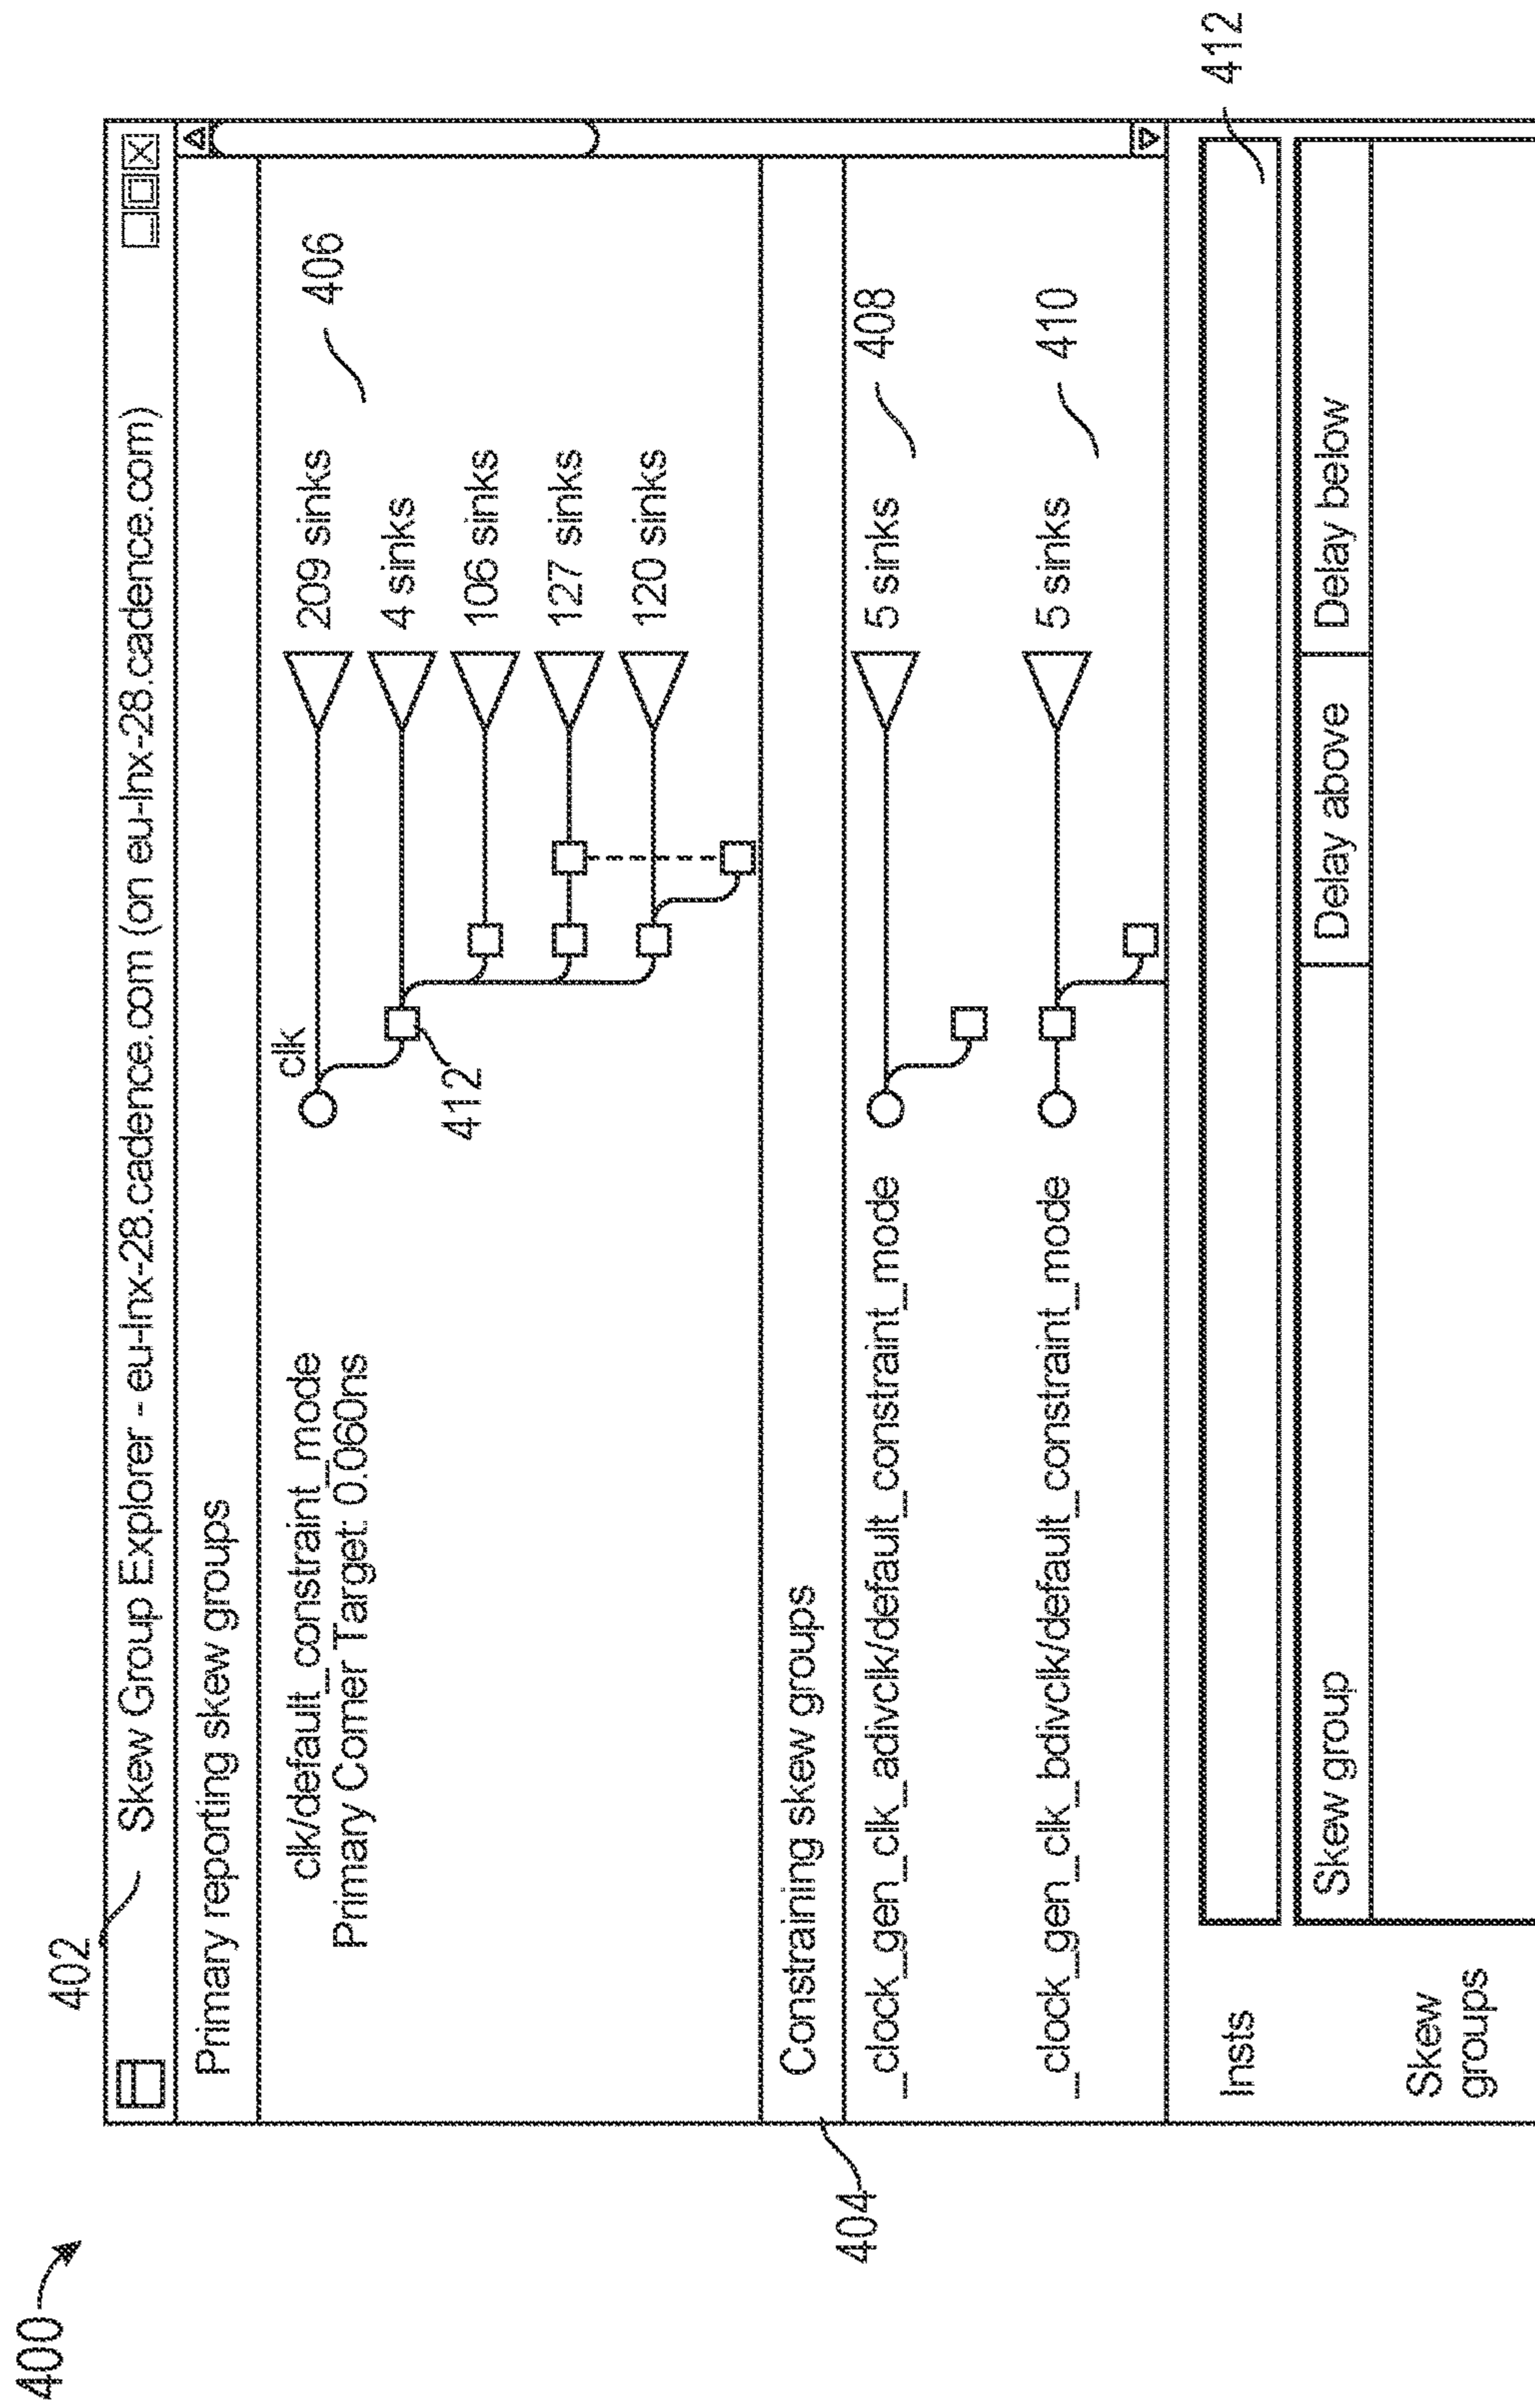 400
402
Skew Group Explorer - eu-lnx-28.cadence.com (on eu-lnx-28.cadence.com)
Primary reporting skew groups
clk/default_constraint_mode
Primary Corner Target: 0.060ns
clk
209 sinks
406
4 sinks
412
106 sinks
127 sinks
120 sinks
404
Constraining skew groups
_clock_gen_clk_adivclk/default_constraint_mode
5 sinks
408
_clock_gen_clk_bdivclk/default_constraint_mode
5 sinks
410
Insts
412
Skew
groups
Skew group
Delay above
Delay below